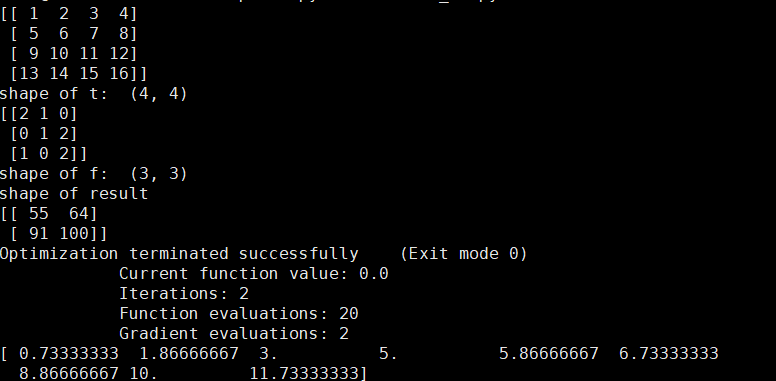 [[ 1  2  3  4]
 [ 5  6  7  8]
 [ 9 10 11 12]
 [13 14 15 16]]
shape of t:  (4, 4)
[[2 1 0]
 [0 1 2]
 [1 0 2]]
shape of f:  (3, 3)
shape of result
[[ 55  64]
 [ 91 100]]
Optimization terminated successfully    (Exit mode 0)
            Current function value: 0.0
            Iterations: 2
            Function evaluations: 20
            Gradient evaluations: 2
[ 0.73333333  1.86666667  3.          5.          5.86666667  6.73333333
  8.86666667 10.         11.73333333]